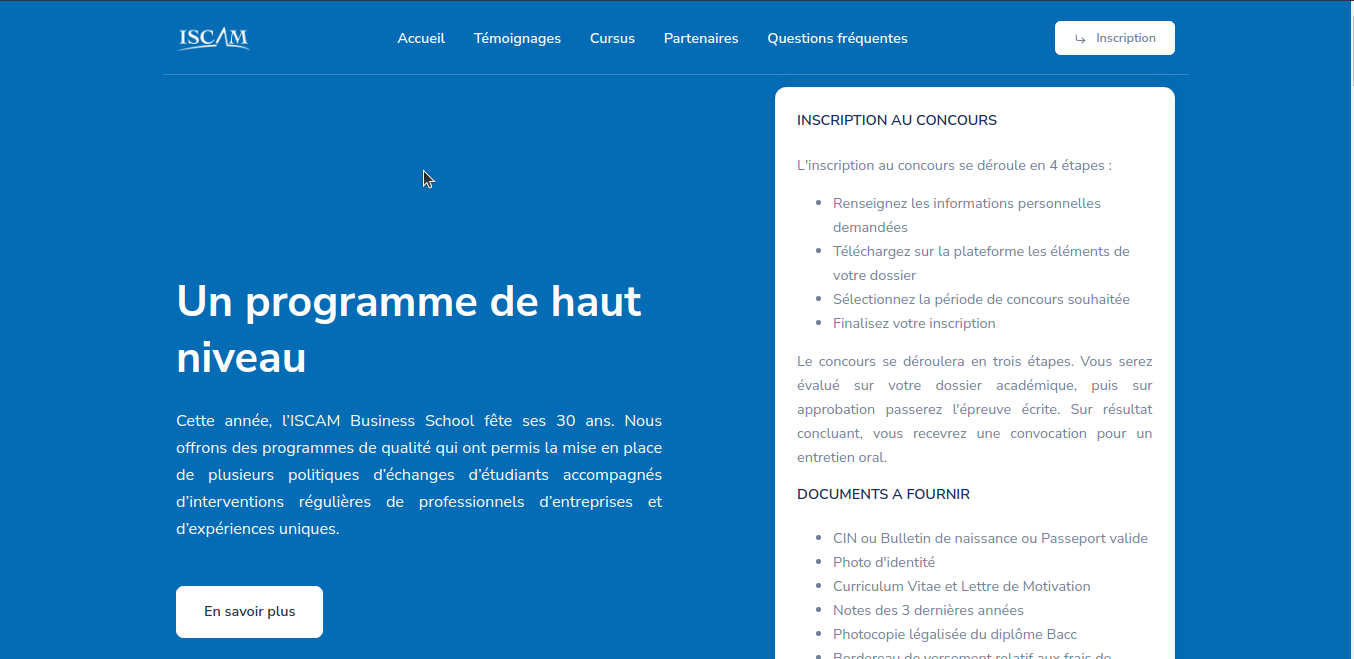 ISCAM
Accueil
Témoignages
Cursus
Partenaires
Questions fréquentes
Inscription
Un programme de haut
niveau
Cette année, l’ISCAM Business School fête ses 30 ans. Nous
offrons des programmes de qualité qui ont permis la mise en place
de plusieurs politiques d’échanges d’étudiants accompagnés
d’interventions régulières de professionnels d’entreprises et
d’expériences uniques.
En savoir plus
INSCRIPTION AU CONCOURS
L'inscription au concours se déroule en 4 étapes :
Renseignez les informations personnelles
demandées
Téléchargez sur la plateforme les éléments de
votre dossier
Sélectionnez la période de concours souhaitée
Finalisez votre inscription
Le concours se déroulera en trois étapes. Vous serez
évalué sur votre dossier académique, puis sur
approbation passerez l'épreuve écrite. Sur résultat
concluant, vous recevrez une convocation pour un
entretien oral.
DOCUMENTS A FOURNIR
CIN ou Bulletin de naissance ou Passeport valide
Photo d'identité
Curriculum Vitae et Lettre de Motivation
Notes des 3 dernières années
Photocopie légalisée du diplôme Bacc
Bordereau de versement relatif aux frais de